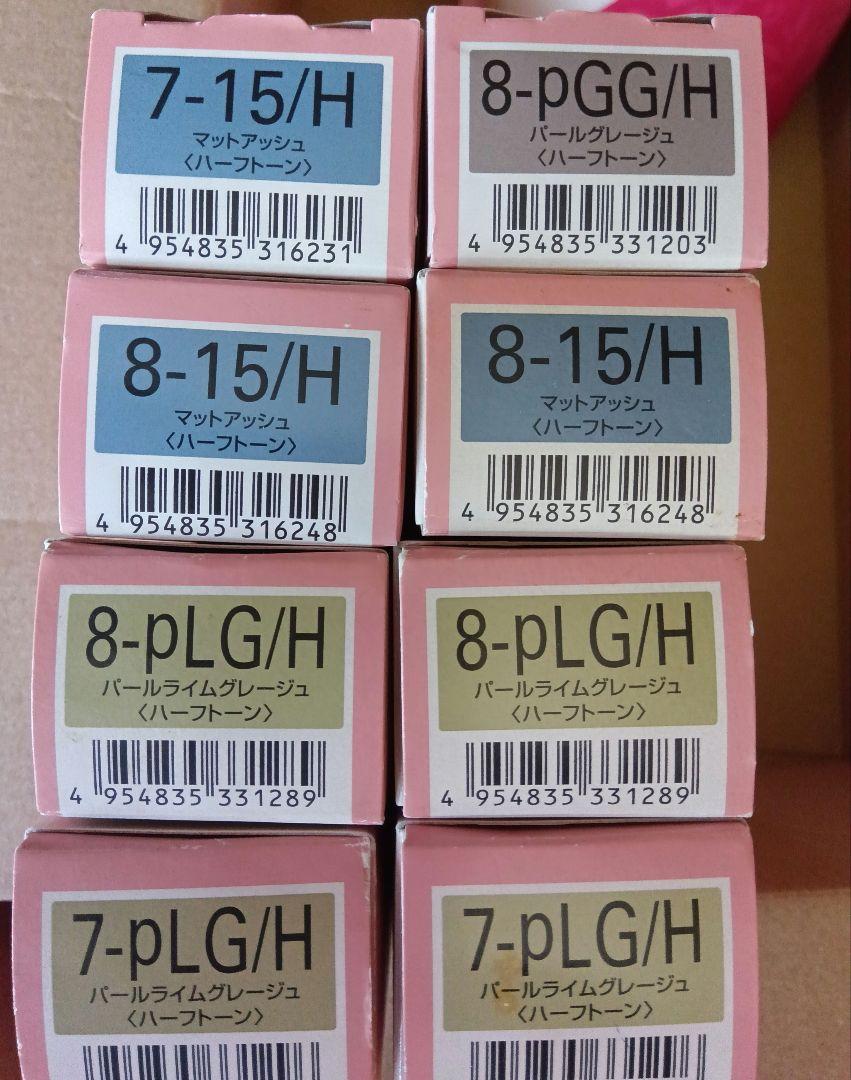 7-15/H
マットアッシュ
〈ハーフトーン〉
4 954835 316231
8-pGG/H
パールグレージュ
〈ハーフトーン〉
4 954835 331203
8-15/H
マットアッシュ
〈ハーフトーン〉
4 954835 316248
8-15/H
マットアッシュ
〈ハーフトーン〉
4 954835 316248
8-pLG/H
パールライムグレージュ
〈ハーフトーン〉
4 954835 331289
8-pLG/H
パールライムグレージュ
〈ハーフトーン〉
4 954835 331289
7-pLG/H
パールライムグレージュ
〈ハーフトーン〉
7-pLG/H
パールライムグレージュ
〈ハーフトーン〉